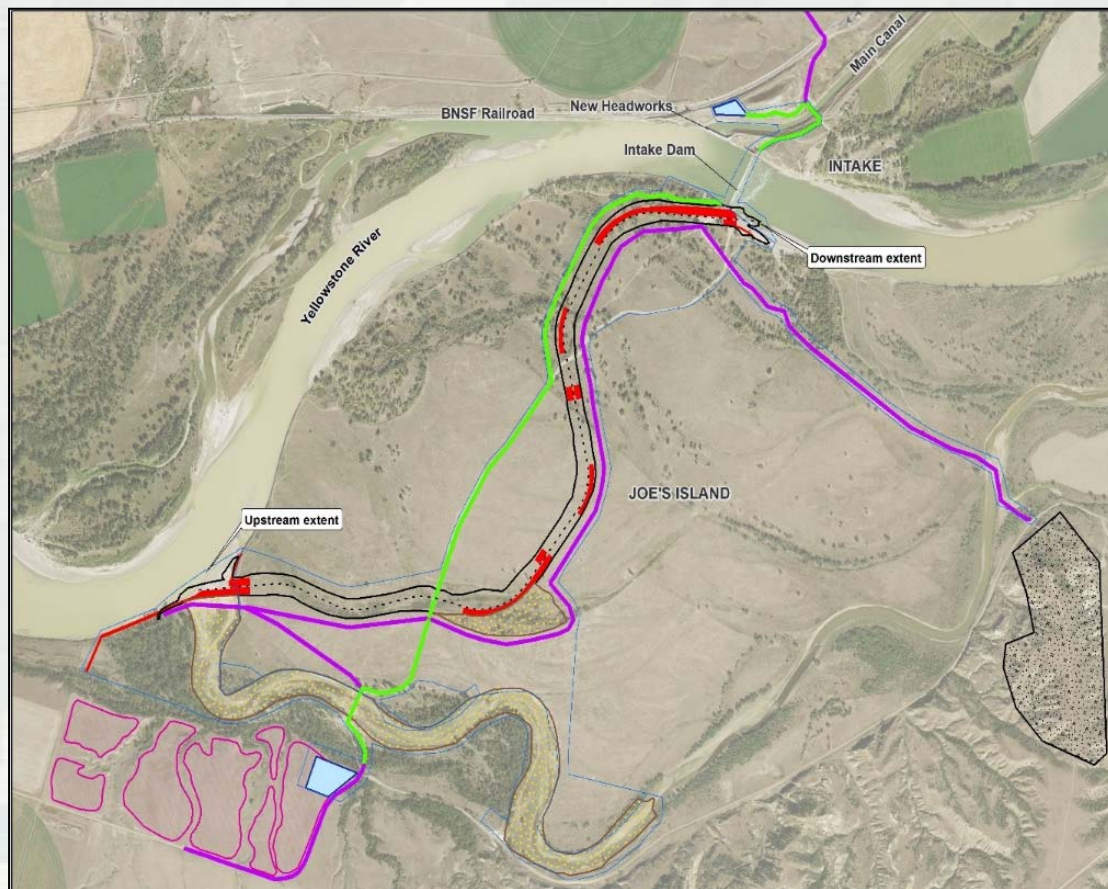 Main Canal
BNSF Railroad
New Headworks
Intake Dam
INTAKE
Yellowstone River
Downstream extent
JOE'S ISLAND
Upstream extent